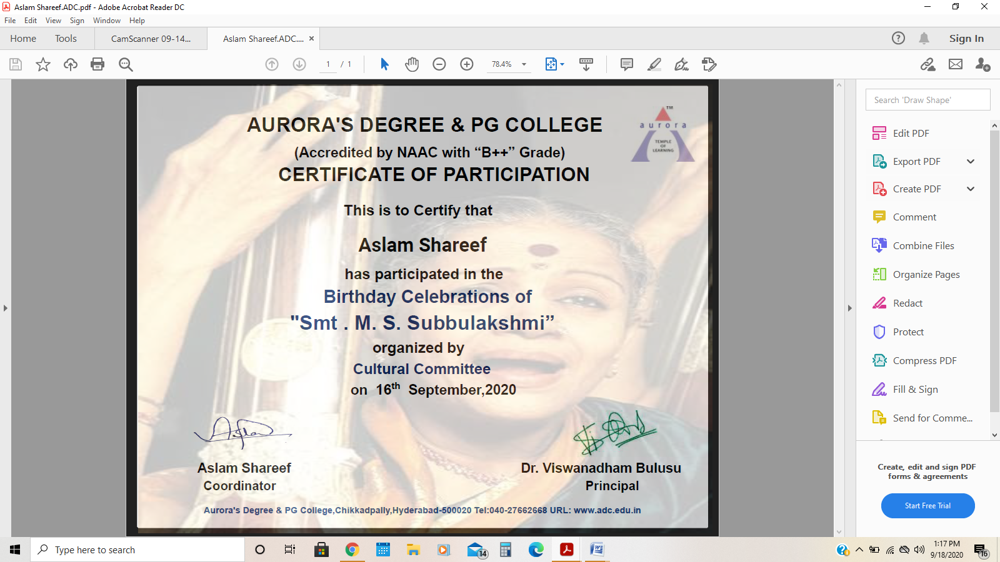 Aslam Shareef.ADC.pdf - Adobe Acrobat Reader DC
File Edit View Sign Window Help
Home Tools CamScanner 09-14... Aslam Shareef.ADC.... Sign In
1 / 1 78.4%
Search 'Draw Shape'
Edit PDF
Export PDF
Create PDF
Comment
Combine Files
Organize Pages
Redact
Protect
Compress PDF
Fill & Sign
Send for Comme...
Create, edit and sign PDF
forms & agreements
Start Free Trial
TM
aurora
TEMPLE
OF
LEARNING
AURORA'S DEGREE & PG COLLEGE
(Accredited by NAAC with “B++” Grade)
CERTIFICATE OF PARTICIPATION
This is to Certify that
Aslam Shareef
has participated in the
Birthday Celebrations of
"Smt . M. S. Subbulakshmi”
organized by
Cultural Committee
on 16th September,2020
Aslam Shareef
Coordinator
Dr. Viswanadham Bulusu
Principal
Aurora's Degree & PG College,Chikkadpally,Hyderabad-500020 Tel:040-27662668 URL: www.adc.edu.in
Type here to search
14
1:17 PM
9/18/2020
16